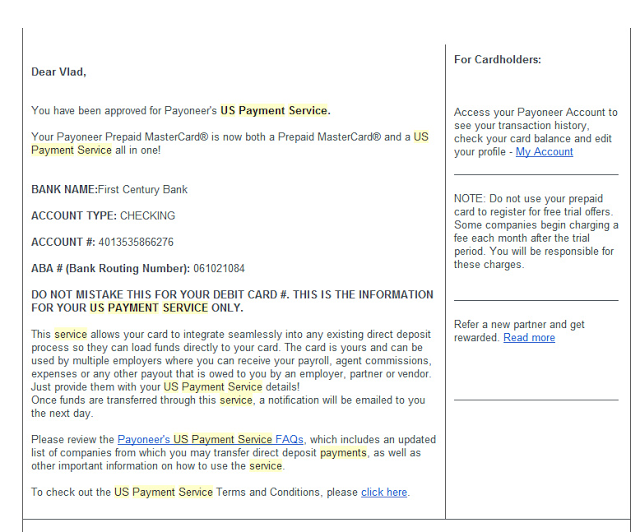 Dear Vlad,
You have been approved for Payoneer's US Payment Service.
Your Payoneer Prepaid MasterCard® is now both a Prepaid MasterCard® and a US
Payment Service all in one!
BANK NAME:First Century Bank
ACCOUNT TYPE: CHECKING
ACCOUNT #: 4013535866276
ABA # (Bank Routing Number): 061021084
DO NOT MISTAKE THIS FOR YOUR DEBIT CARD #. THIS IS THE INFORMATION
FOR YOUR US PAYMENT SERVICE ONLY.
This service allows your card to integrate seamlessly into any existing direct deposit
process so they can load funds directly to your card. The card is yours and can be
used by multiple employers where you can receive your payroll, agent commissions,
expenses or any other payout that is owed to you by an employer, partner or vendor.
Just provide them with your US Payment Service details!
Once funds are transferred through this service, a notification will be emailed to you
the next day.
Please review the Payoneer's US Payment Service FAQs, which includes an updated
list of companies from which you may transfer direct deposit payments, as well as
other important information on how to use the service.
To check out the US Payment Service Terms and Conditions, please click here.
For Cardholders:
Access your Payoneer Account to
see your transaction history,
check your card balance and edit
your profile - My Account
NOTE: Do not use your prepaid
card to register for free trial offers.
Some companies begin charging a
fee each month after the trial
period. You will be responsible for
these charges.
Refer a new partner and get
rewarded. Read more